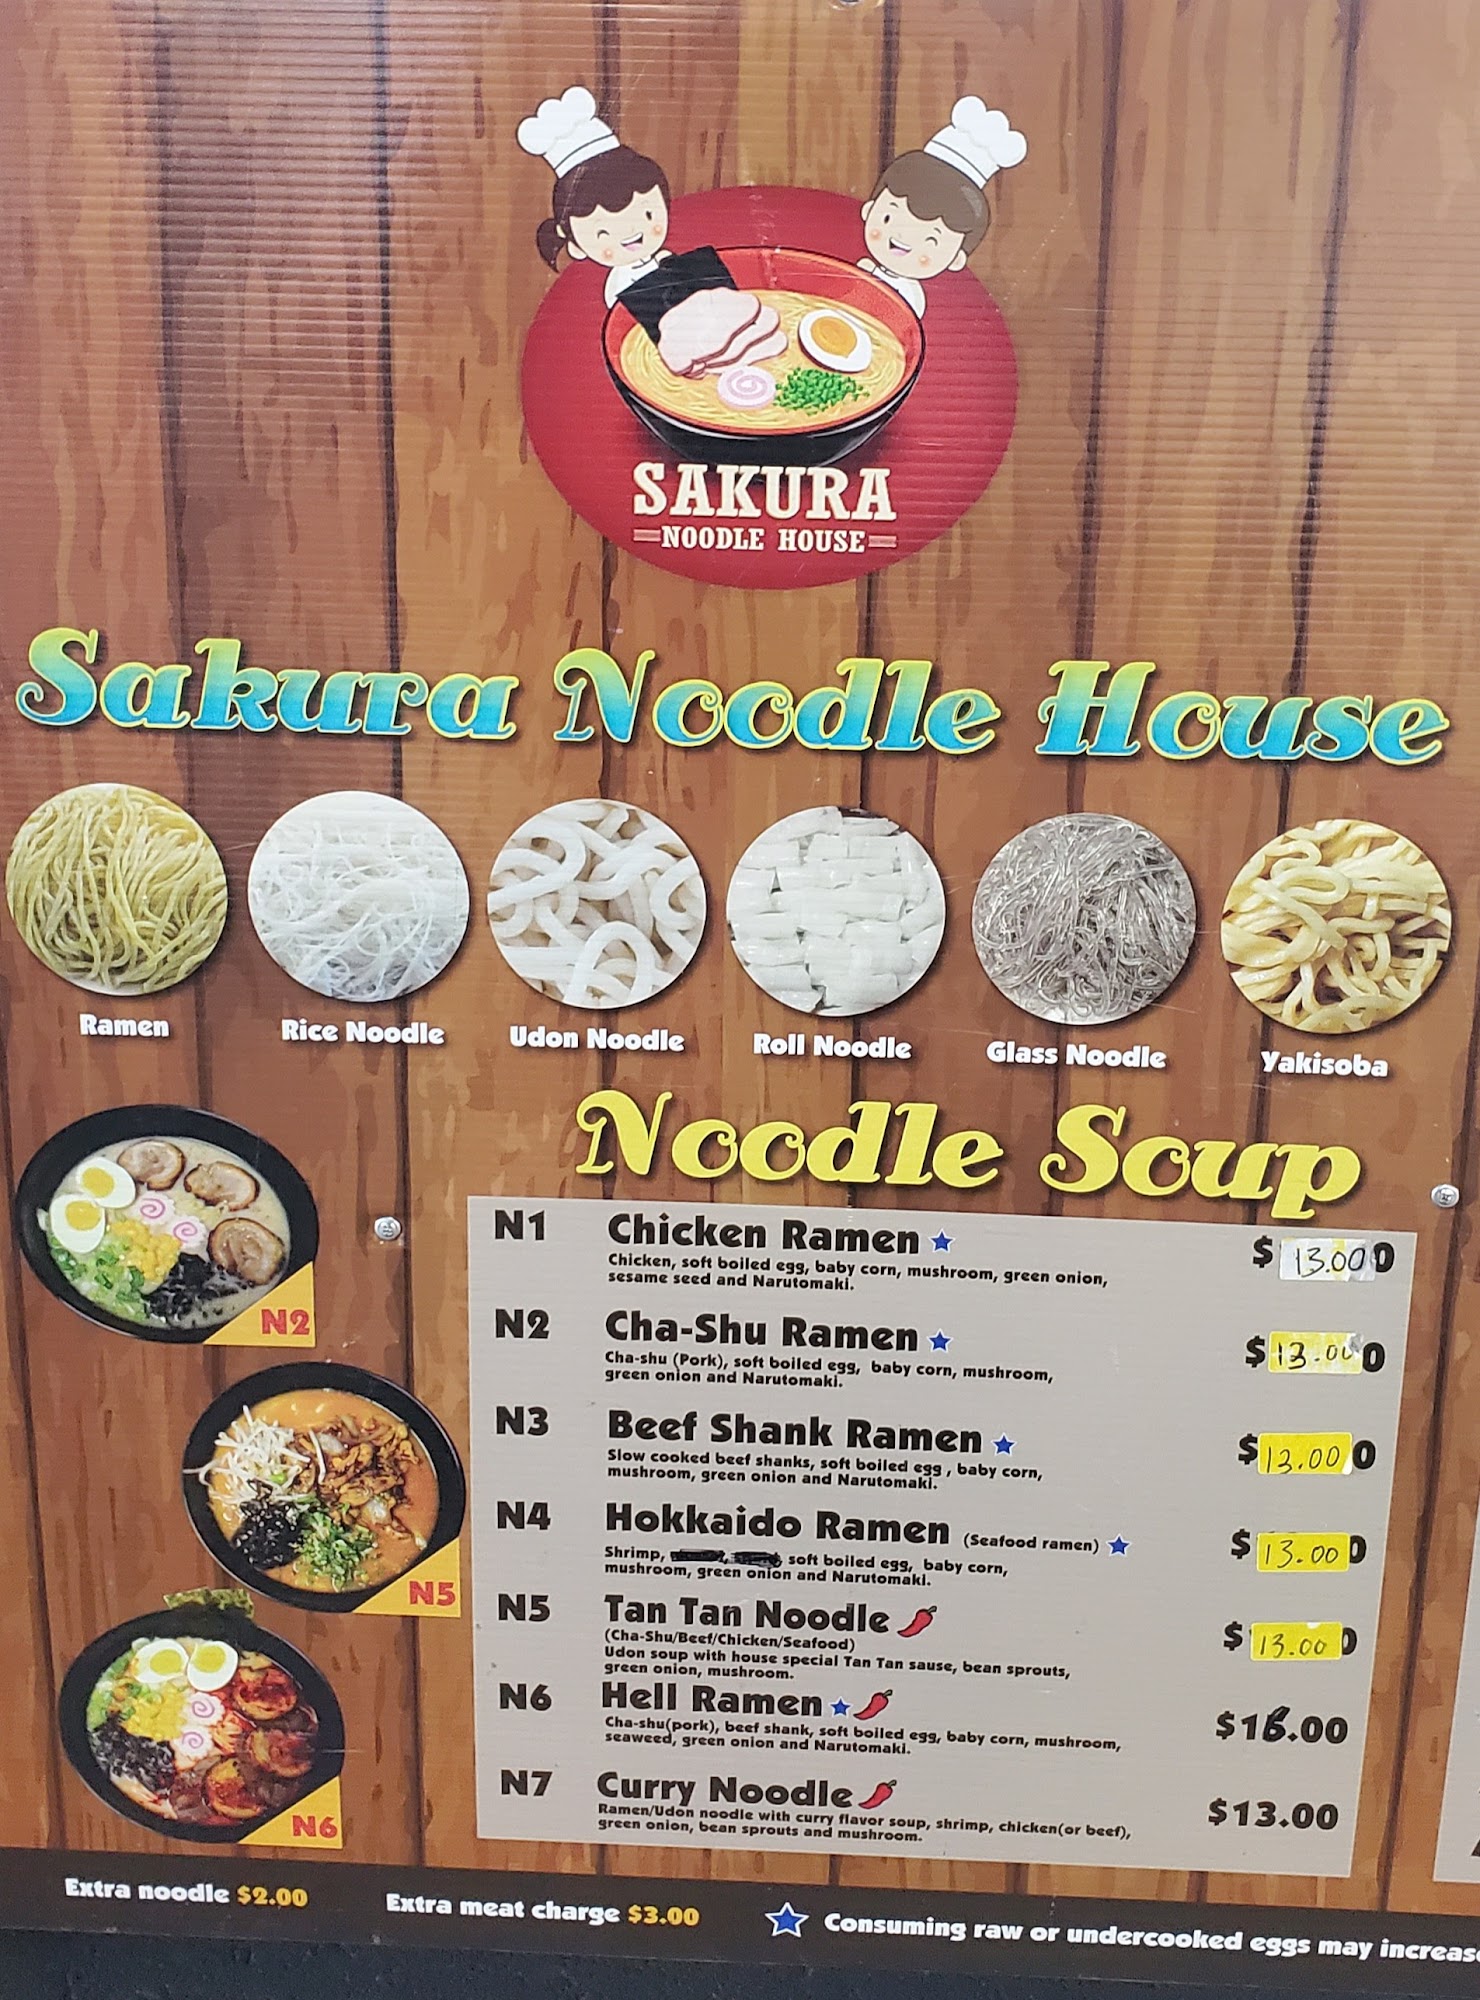 SAKURA
NOODLE HOUSE
Sakura Noodle House
Ramen
Rice Noodle
Udon Noodle
Roll Noodle
Glass Noodle
Yakisoba
Noodle Soup
N2
N5
N6
N1 Chicken Ramen $ 13.000
Chicken, soft boiled egg, baby corn, mushroom, green onion,
sesame seed and Narutomaki.
N2 Cha-Shu Ramen $ 13.000
Cha-shu (Pork), soft boiled egg, baby corn, mushroom,
green onion and Narutomaki.
N3 Beef Shank Ramen $ 13.000
Slow cooked beef shanks, soft boiled egg , baby corn,
mushroom, green onion and Narutomaki.
N4 Hokkaido Ramen (Seafood ramen) $ 13.000
Shrimp, soft boiled egg, baby corn,
mushroom, green onion and Narutomaki.
N5 Tan Tan Noodle $ 13.000
(Cha-Shu/Beef/Chicken/Seafood)
Udon soup with house special Tan Tan sause, bean sprouts,
green onion, mushroom.
N6 Hell Ramen $16.00
Cha-shu(pork), beef shank, soft boiled egg, baby corn, mushroom,
seaweed, green onion and Narutomaki.
N7 Curry Noodle $13.00
Ramen/Udon noodle with curry flavor soup, shrimp, chicken(or beef),
green onion, bean sprouts and mushroom.
Extra noodle $2.00
Extra meat charge $3.00
Consuming raw or undercooked eggs may increase